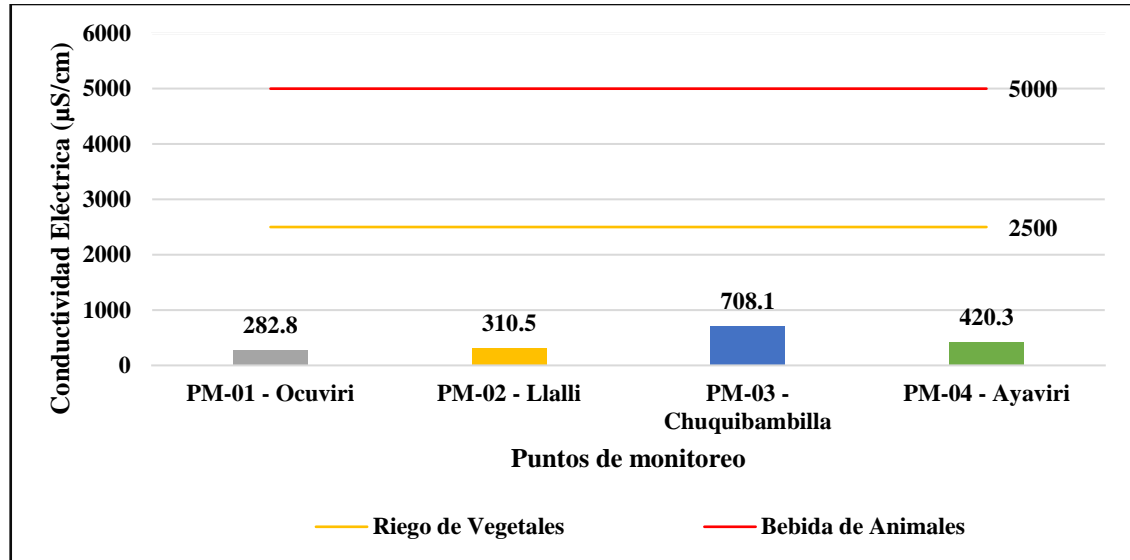 Conductividad Eléctrica (µS/cm)
6000
5000
4000
3000
2000
1000
0
5000
2500
282.8
310.5
708.1
420.3
PM-01 - Ocuviri
PM-02 - Llalli
PM-03 -
Chuquibambilla
PM-04 - Ayaviri
Puntos de monitoreo
Riego de Vegetales
Bebida de Animales